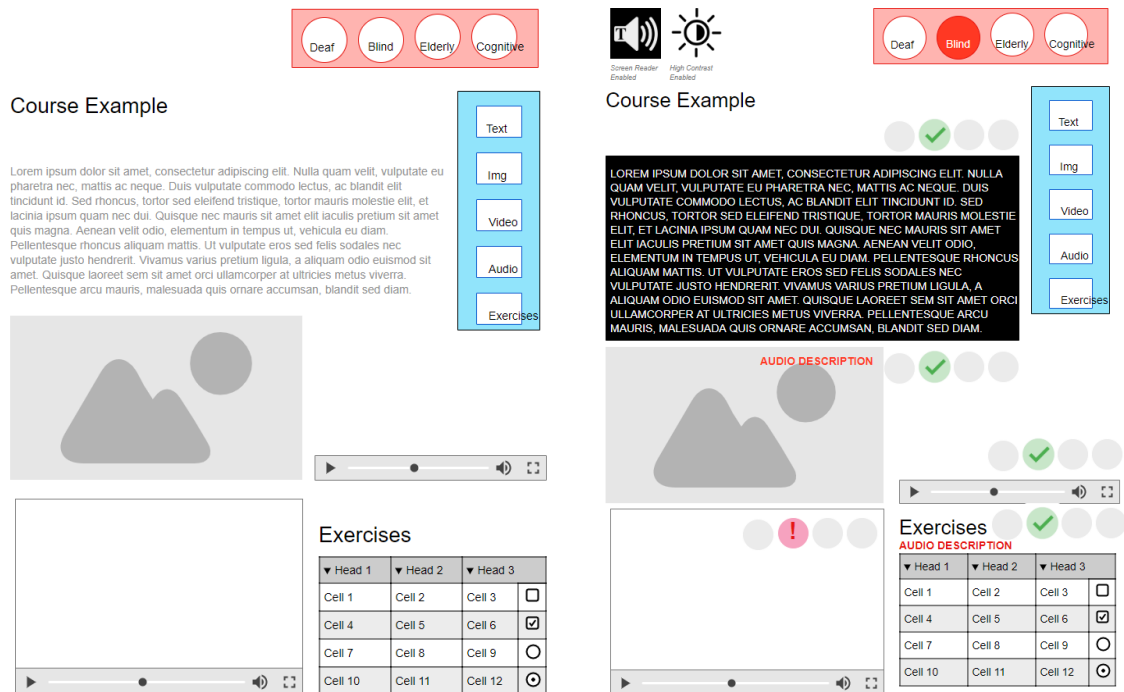 Deaf
Blind
Elderly
Cognitive
Course Example
Text
Img
Video
Audio
Exercises
Lorem ipsum dolor sit amet, consectetur adipiscing elit. Nulla quam velit, vulputate eu
pharetra nec, mattis ac neque. Duis vulputate commodo lectus, ac blandit elit
tincidunt id. Sed rhoncus, tortor sed eleifend tristique, tortor mauris molestie elit, et
lacinia ipsum quam nec dui. Quisque nec mauris sit amet elit iaculis pretium sit amet
quis magna. Aenean velit odio, elementum in tempus ut, vehicula eu diam.
Pellentesque rhoncus aliquam mattis. Ut vulputate eros sed felis sodales nec
vulputate justo hendrerit. Vivamus varius pretium ligula, a aliquam odio euismod sit
amet. Quisque laoreet sem sit amet orci ullamcorper at ultricies metus viverra.
Pellentesque arcu mauris, malesuada quis ornare accumsan, blandit sed diam.
Exercises
▼ Head 1 ▼ Head 2 ▼ Head 3
Cell 1 Cell 2 Cell 3
Cell 4 Cell 5 Cell 6
Cell 7 Cell 8 Cell 9
Cell 10 Cell 11 Cell 12
T
Screen Reader
Enabled
High Contrast
Enabled
Deaf
Blind
Elderly
Cognitive
Course Example
Text
Img
Video
Audio
Exercises
LOREM IPSUM DOLOR SIT AMET, CONSECTETUR ADIPISCING ELIT. NULLA
QUAM VELIT, VULPUTATE EU PHARETRA NEC, MATTIS AC NEQUE. DUIS
VULPUTATE COMMODO LECTUS, AC BLANDIT ELIT TINCIDUNT ID. SED
RHONCUS, TORTOR SED ELEIFEND TRISTIQUE, TORTOR MAURIS MOLESTIE
ELIT, ET LACINIA IPSUM QUAM NEC DUI. QUISQUE NEC MAURIS SIT AMET
ELIT IACULIS PRETIUM SIT AMET QUIS MAGNA. AENEAN VELIT ODIO,
ELEMENTUM IN TEMPUS UT, VEHICULA EU DIAM. PELLENTESQUE RHONCUS
ALIQUAM MATTIS. UT VULPUTATE EROS SED FELIS SODALES NEC
VULPUTATE JUSTO HENDRERIT. VIVAMUS VARIUS PRETIUM LIGULA, A
ALIQUAM ODIO EUISMOD SIT AMET. QUISQUE LAOREET SEM SIT AMET ORCI
ULLAMCORPER AT ULTRICIES METUS VIVERRA. PELLENTESQUE ARCU
MAURIS, MALESUADA QUIS ORNARE ACCUMSAN, BLANDIT SED DIAM.
AUDIO DESCRIPTION
!
Exercises
AUDIO DESCRIPTION
▼ Head 1 ▼ Head 2 ▼ Head 3
Cell 1 Cell 2 Cell 3
Cell 4 Cell 5 Cell 6
Cell 7 Cell 8 Cell 9
Cell 10 Cell 11 Cell 12